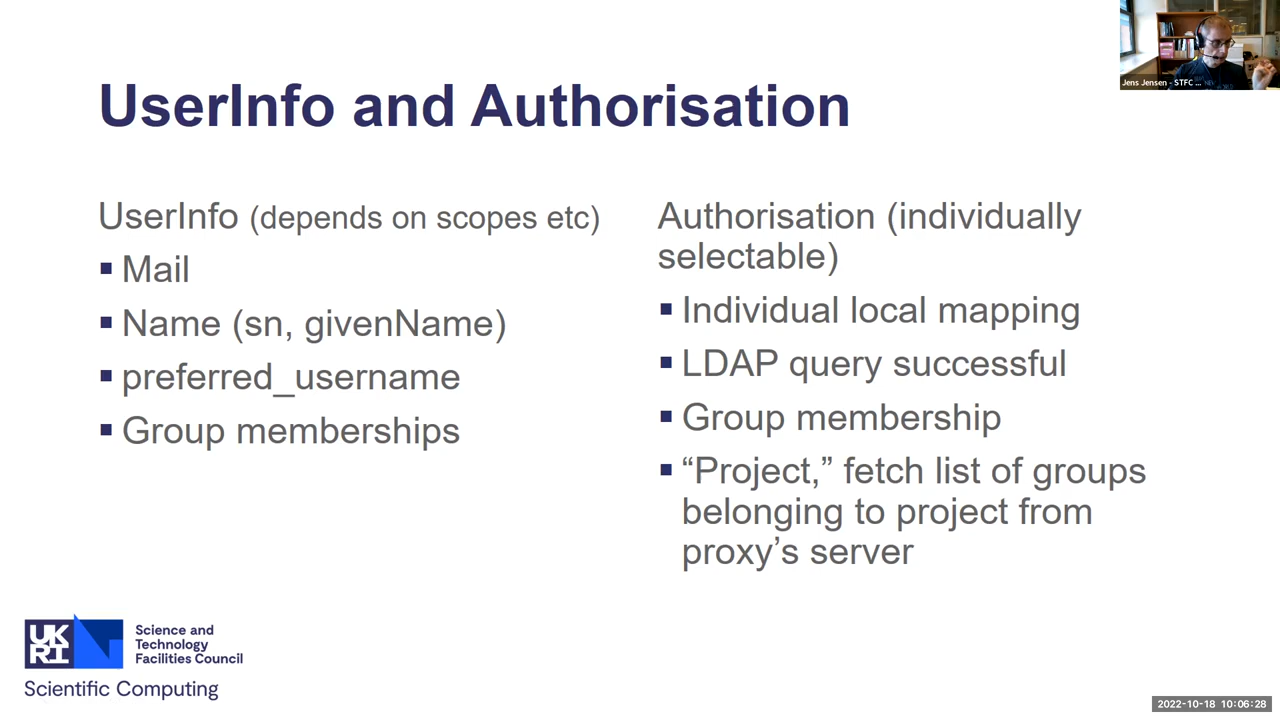 UserInfo and Authorisation
UserInfo (depends on scopes etc)
Mail
Name (sn, givenName)
preferred_username
Group memberships
Authorisation (individually
selectable)
Individual local mapping
LDAP query successful
Group membership
“Project,” fetch list of groups
belonging to project from
proxy’s server
Jens Jensen - STFC ...
UK
RI
Science and
Technology
Facilities Council
Scientific Computing
2022-10-18 10:06:28